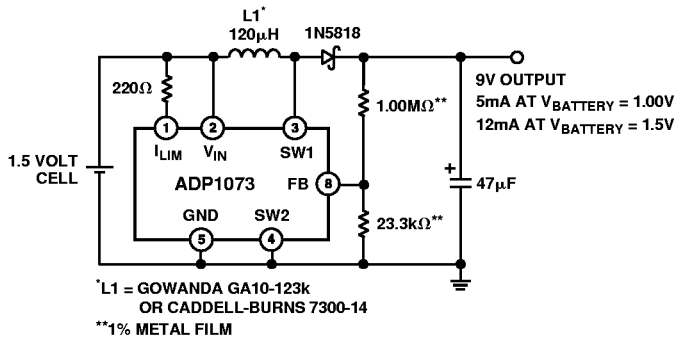 L1*
120μH
1N5818
220Ω
1.00MΩ**
9V OUTPUT
5mA AT VBATTERY = 1.00V
12mA AT VBATTERY = 1.5V
1
2
3
ILIM
VIN
SW1
1.5 VOLT
CELL
ADP1073
FB
8
+
47μF
GND
SW2
23.3kΩ**
5
4
*L1 = GOWANDA GA10-123k
OR CADDELL-BURNS 7300-14
**1% METAL FILM